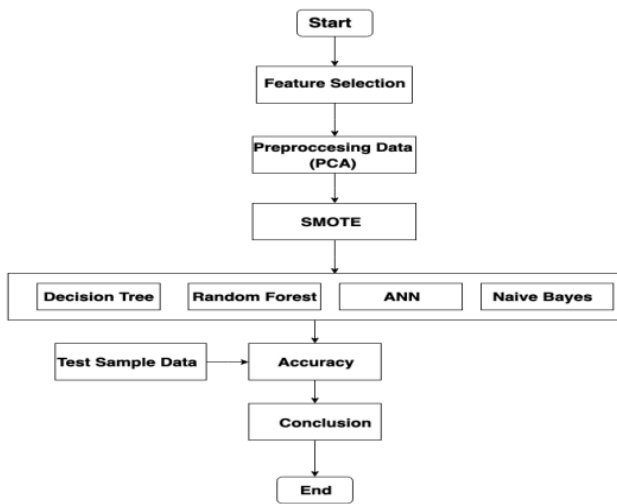 Start
Feature Selection
Preproccesing Data
(PCA)
SMOTE
Decision Tree
Random Forest
ANN
Naive Bayes
Test Sample Data
Accuracy
Conclusion
End